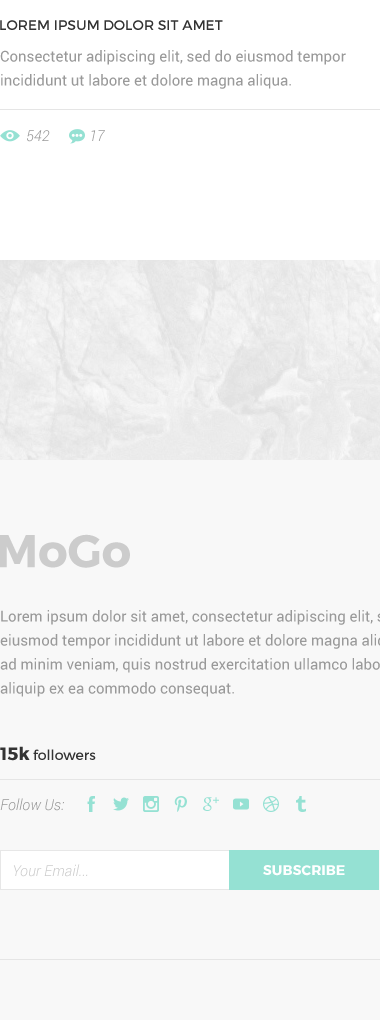 LOREM IPSUM DOLOR SIT AMET
Consectetur adipiscing elit, sed do eiusmod tempor
incididunt ut labore et dolore magna aliqua.
542 17
MoGo
Lorem ipsum dolor sit amet, consectetur adipiscing elit,
eiusmod tempor incididunt ut labore et dolore magna
ad minim veniam, quis nostrud exercitation ullamco
aliquip ex ea commodo consequat.
15k followers
Follow Us:
Your Email... SUBSCRIBE